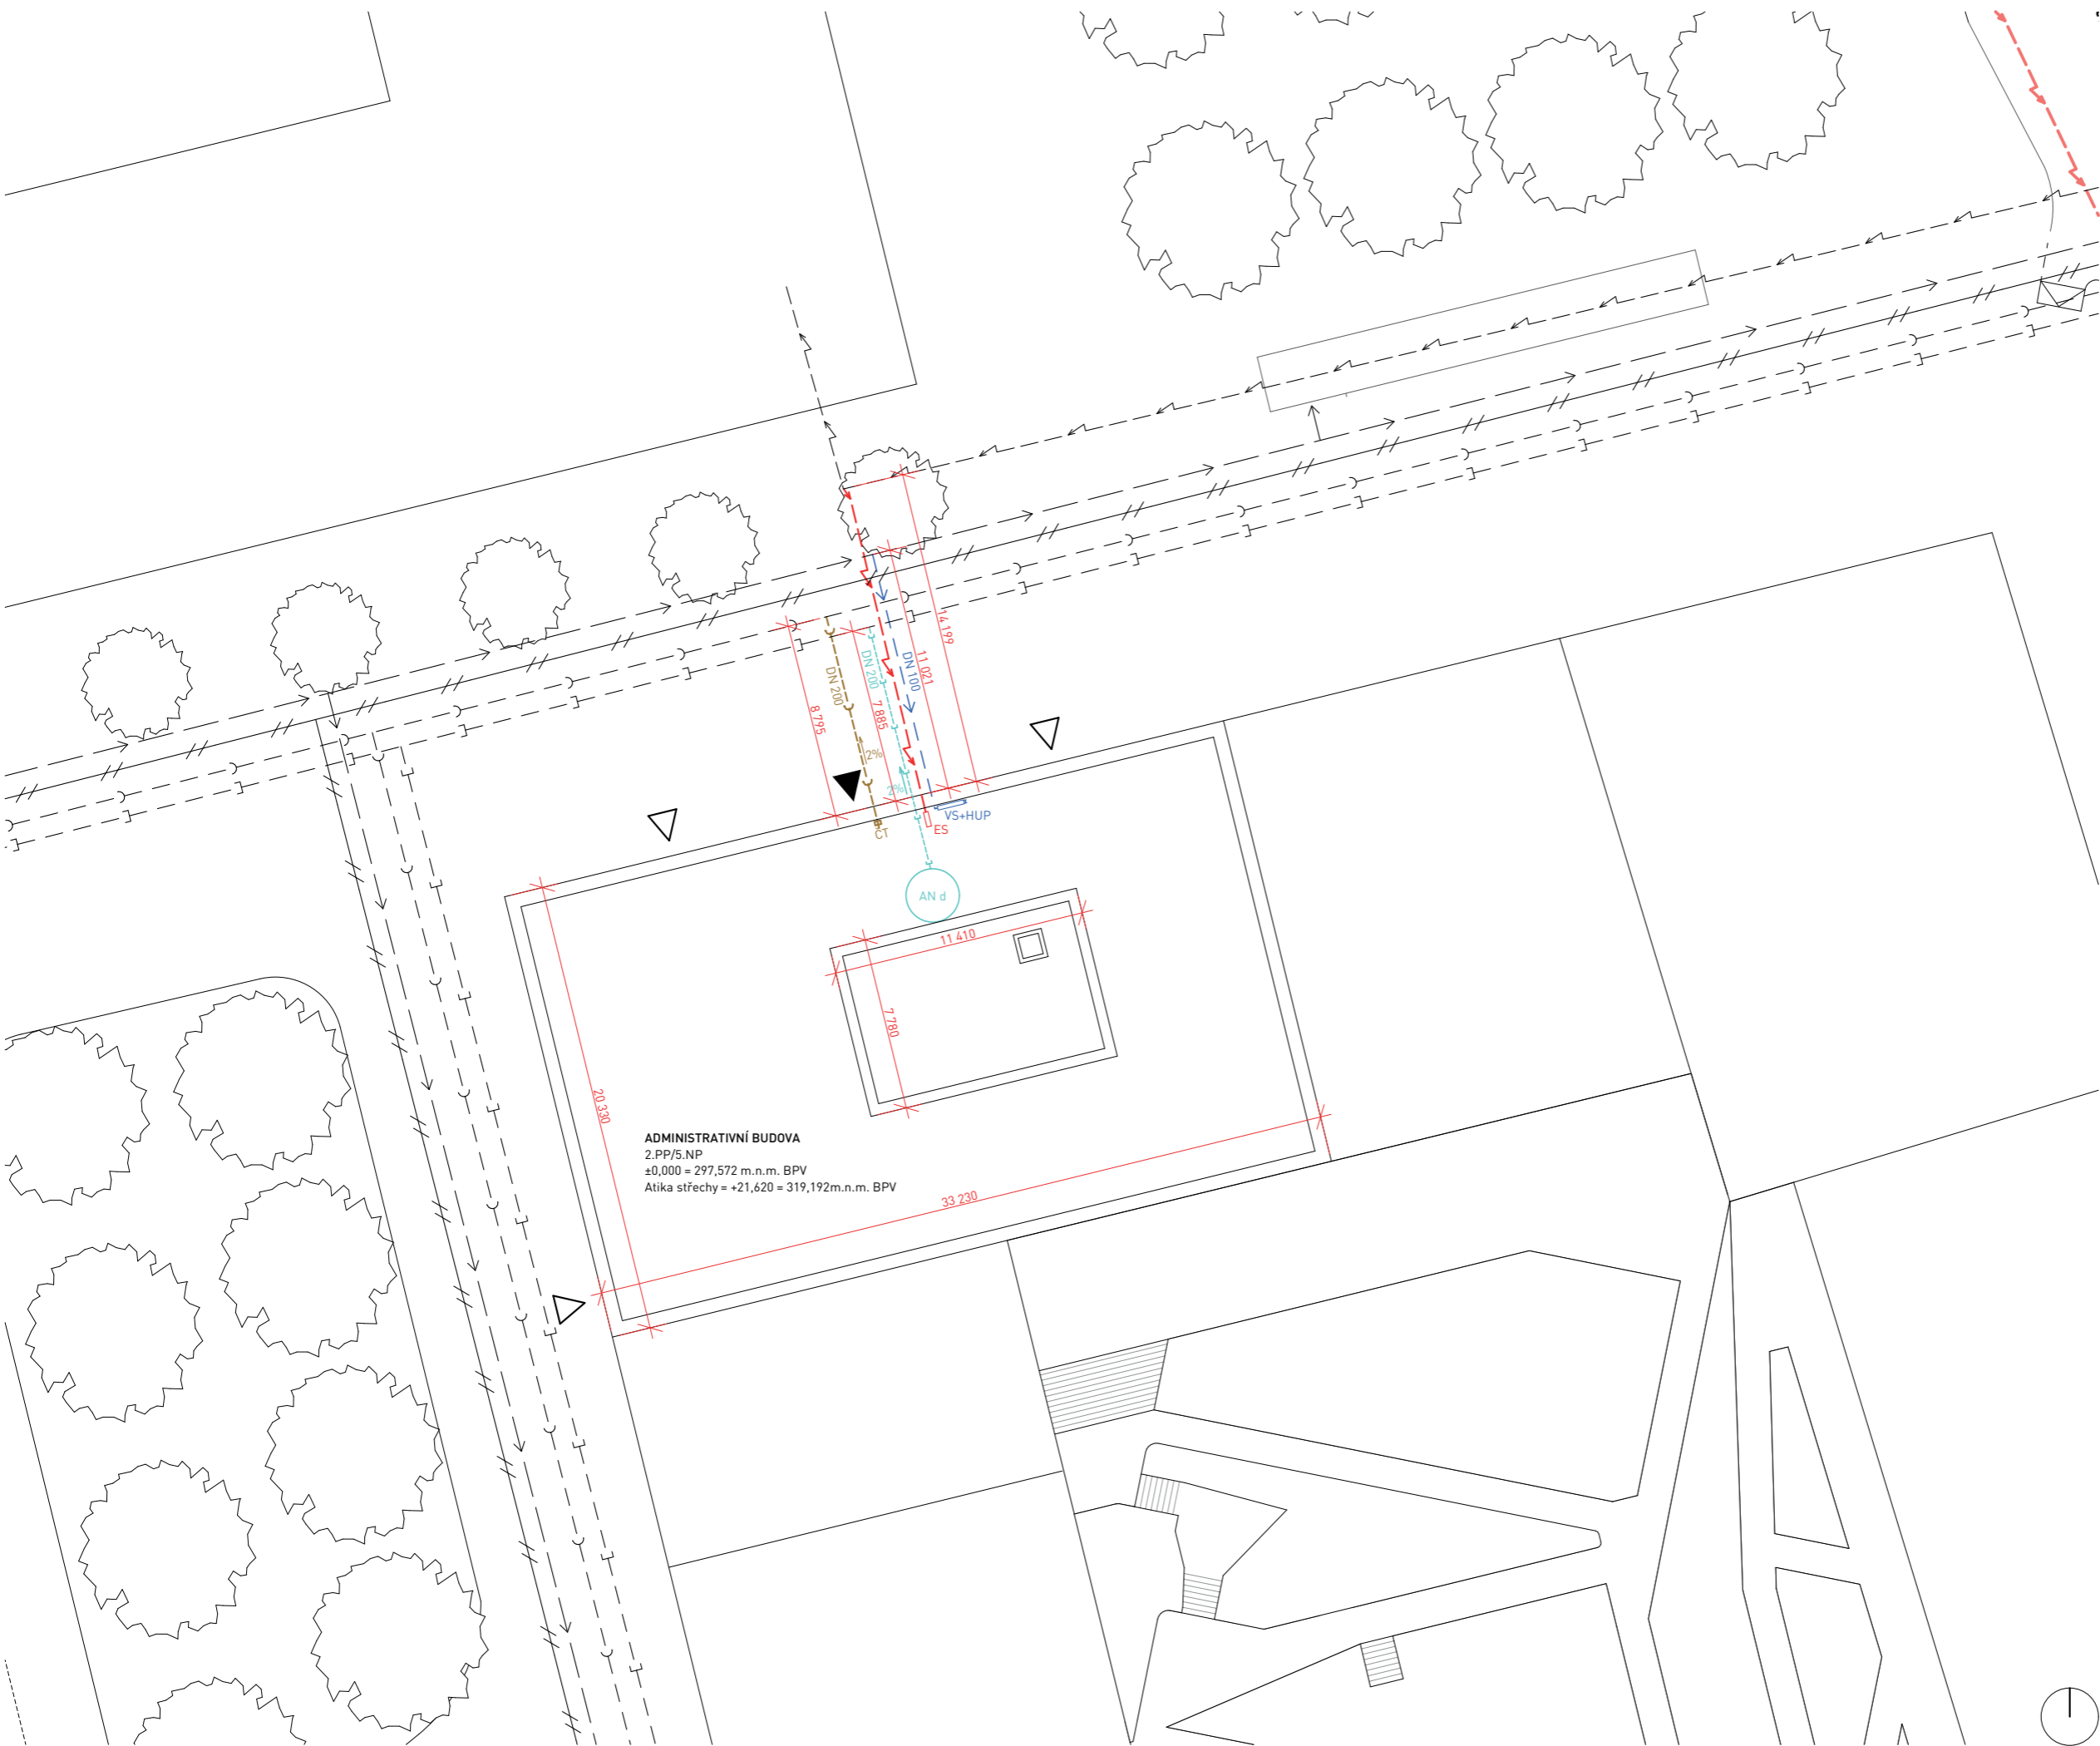 14 199
11 021
DN 100
DN 200
DN 200
7 885
8 795
2%
2%
VS+HUP
ES
ČT
AN d
11 410
7 780
20 330
ADMINISTRATIVNÍ BUDOVA
2.PP/5.NP
±0,000 = 297,572 m.n.m. BPV
Atika střechy = +21,620 = 319,192m.n.m. BPV
33 230